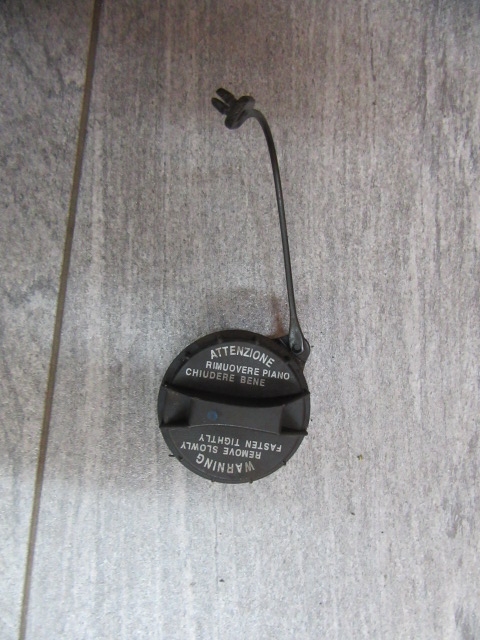 ATTENZIONE
RIMUOVERE PIANO
CHIUDERE BENE
WARNING
REMOVE SLOWLY
FASTEN TIGHTLY